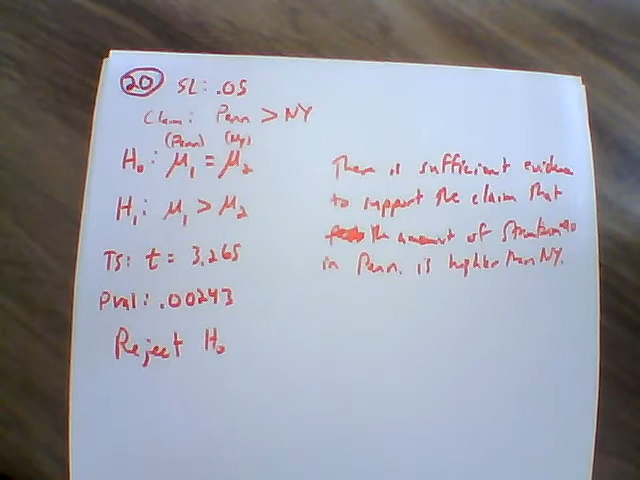 20 SL: .05
Claim: Penn > NY
(Penn) (NY)
H₀: μ₁ = μ₂
H₁: μ₁ > μ₂
TS: t = 3.265
Pval: .00243
Reject H₀
There is sufficient evidence
to support the claim that
the amount of Strontium-90
in Penn. is higher than NY.